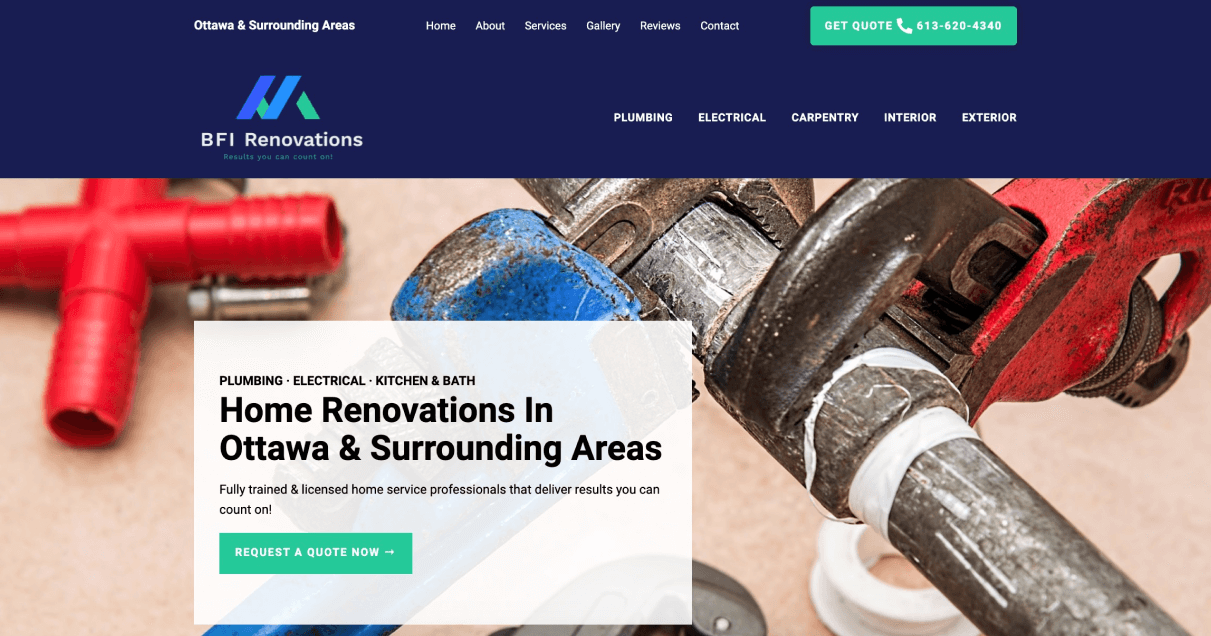 Ottawa & Surrounding Areas
Home About Services Gallery Reviews Contact
GET QUOTE 613-620-4340
BFI Renovations
Results you can count on!
PLUMBING ELECTRICAL CARPENTRY INTERIOR EXTERIOR
PLUMBING · ELECTRICAL · KITCHEN & BATH
Home Renovations In
Ottawa & Surrounding Areas
Fully trained & licensed home service professionals that deliver results you can
count on!
REQUEST A QUOTE NOW →